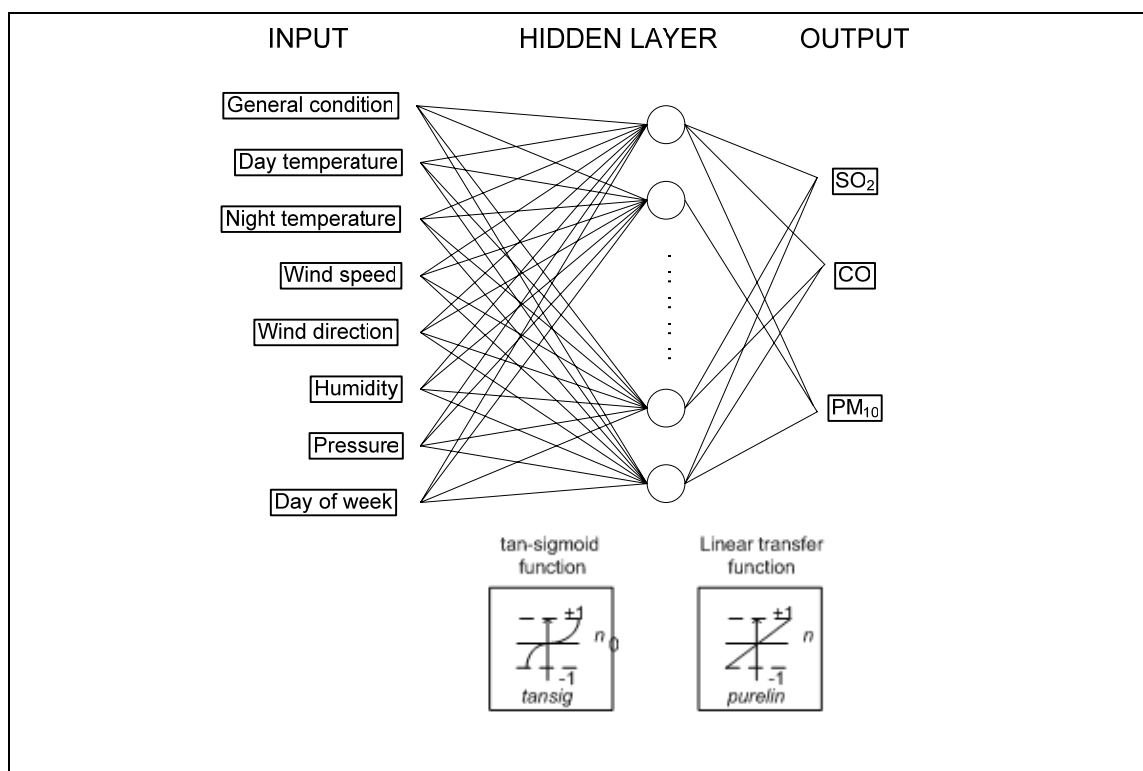 INPUT
HIDDEN LAYER
OUTPUT
General condition
Day temperature
Night temperature
Wind speed
Wind direction
Humidity
Pressure
Day of week
SO₂
CO
PM₁₀
tan-sigmoid
function
±1
n 0
-1
tansig
Linear transfer
function
±1
n
-1
purelin